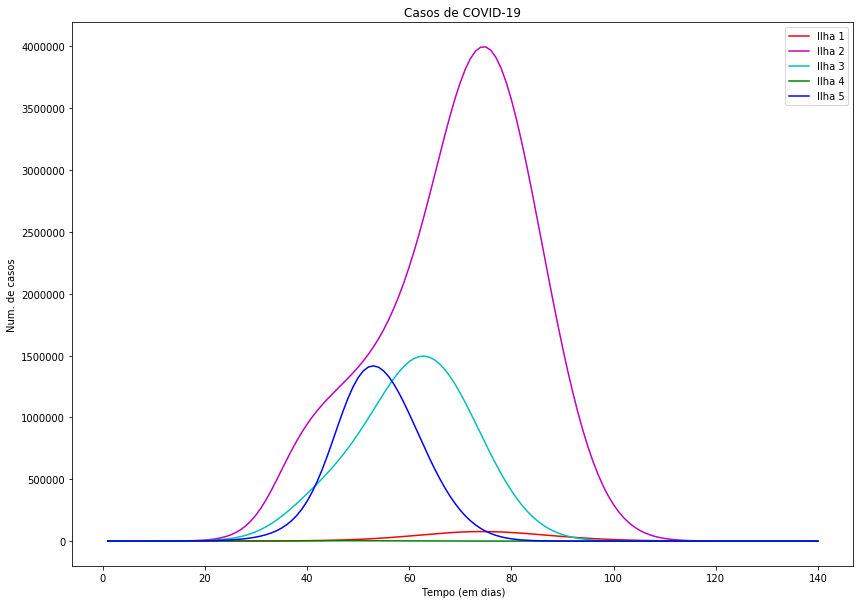 Casos de COVID-19
Ilha 1
Ilha 2
Ilha 3
Ilha 4
Ilha 5
4000000
3500000
3000000
2500000
2000000
1500000
1000000
500000
0
Num. de casos
0 20 40 60 80 100 120 140
Tempo (em dias)